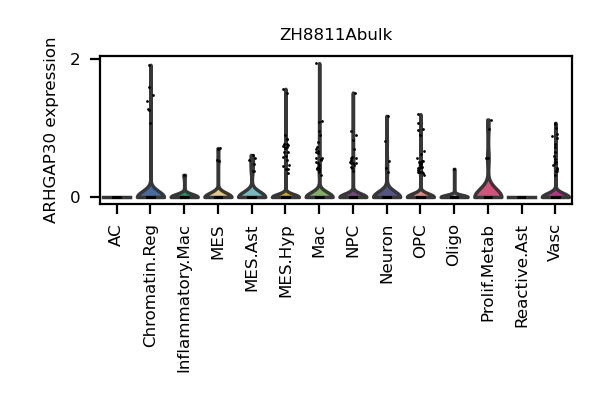 ZH8811Abulk
ARHGAP30 expression
2
0
AC
Chromatin.Reg
Inflammatory.Mac
MES
MES.Ast
MES.Hyp
Mac
NPC
Neuron
OPC
Oligo
Prolif.Metab
Reactive.Ast
Vasc